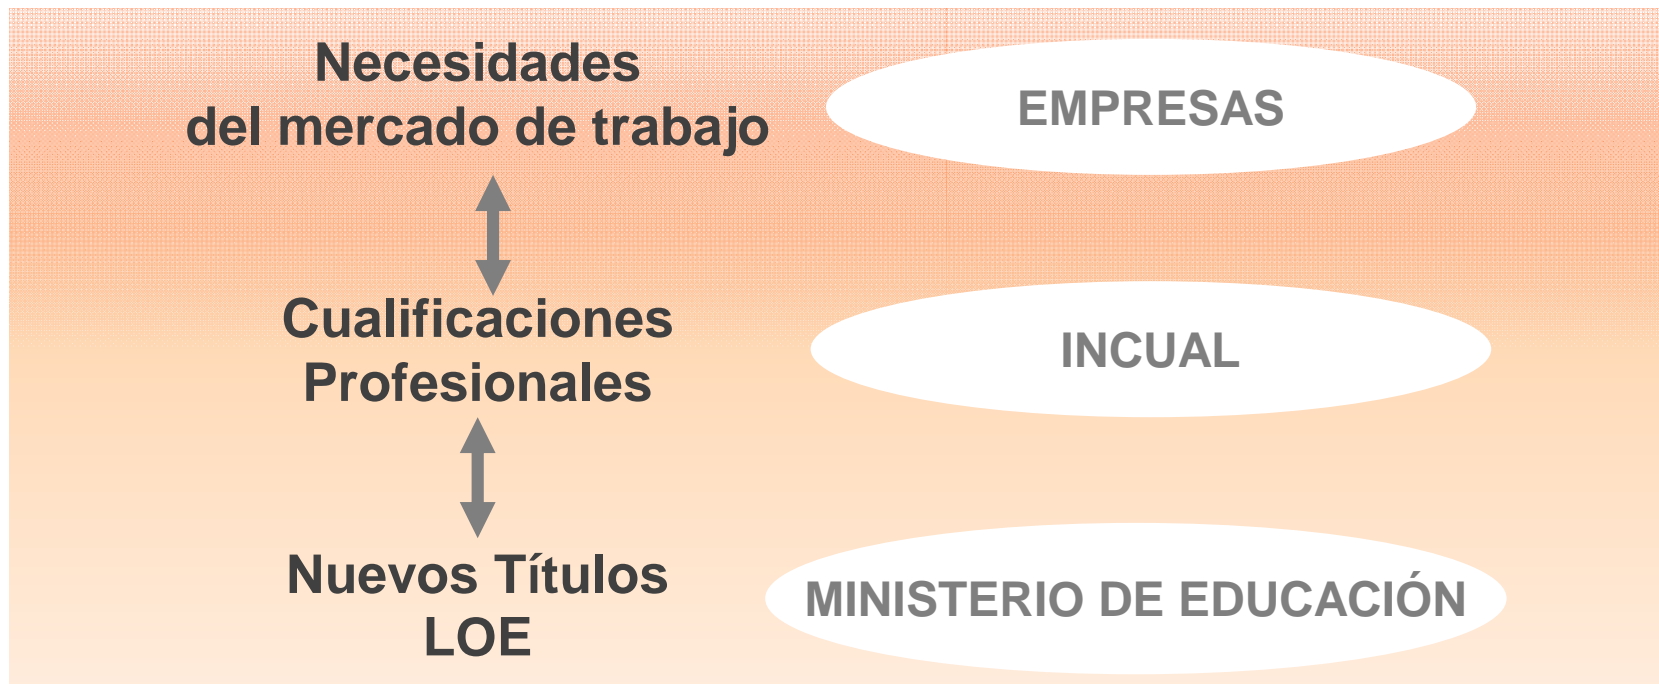 Necesidades
del mercado de trabajo
EMPRESAS
Cualificaciones
Profesionales
INCUAL
Nuevos Títulos
LOE
MINISTERIO DE EDUCACIÓN